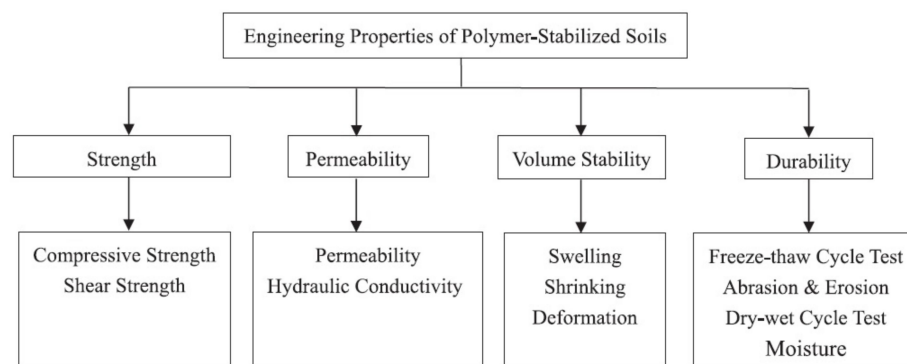 Engineering Properties of Polymer-Stabilized Soils
Strength
Permeability
Volume Stability
Durability
Compressive Strength
Shear Strength
Permeability
Hydraulic Conductivity
Swelling
Shrinking
Deformation
Freeze-thaw Cycle Test
Abrasion & Erosion
Dry-wet Cycle Test
Moisture